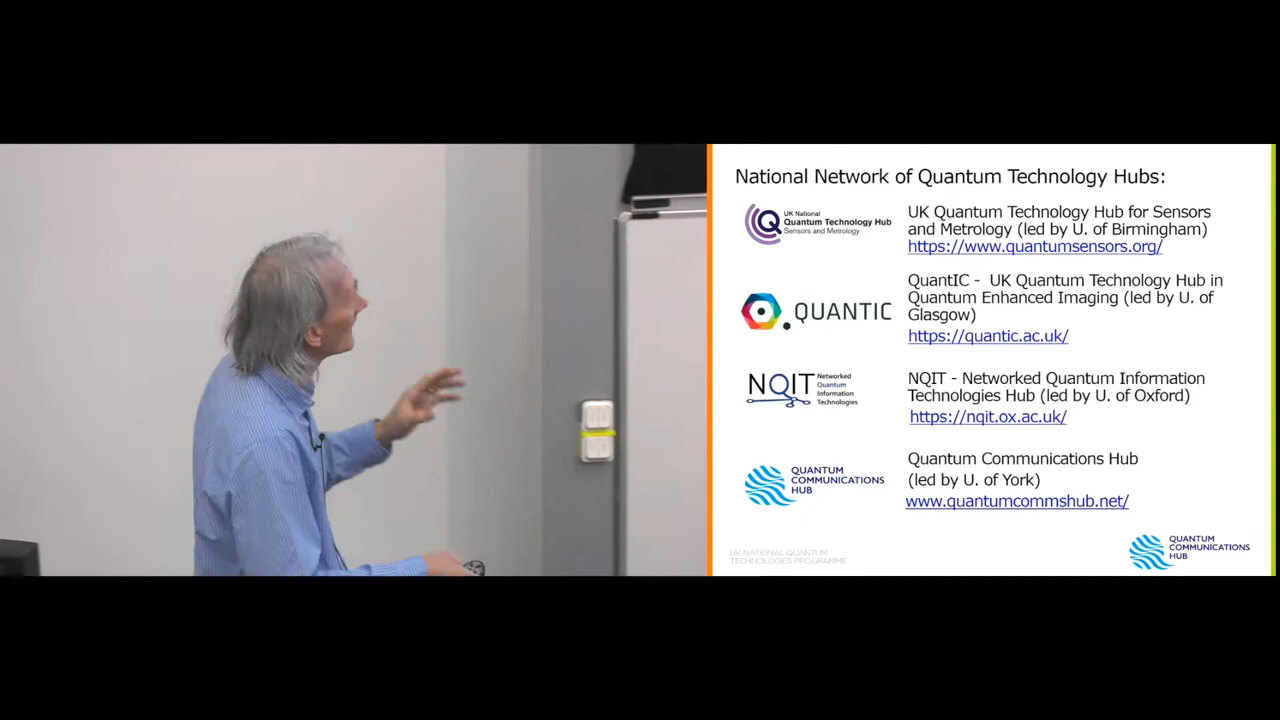 National Network of Quantum Technology Hubs:
UK National
Quantum Technology Hub
Sensors and Metrology
UK Quantum Technology Hub for Sensors
and Metrology (led by U. of Birmingham)
https://www.quantumsensors.org/
QUANTIC
QuantIC - UK Quantum Technology Hub in
Quantum Enhanced Imaging (led by U. of
Glasgow)
https://quantic.ac.uk/
NQIT
Networked
Quantum
Information
Technologies
NQIT - Networked Quantum Information
Technologies Hub (led by U. of Oxford)
https://nqit.ox.ac.uk/
QUANTUM
COMMUNICATIONS
HUB
Quantum Communications Hub
(led by U. of York)
www.quantumcommshub.net/
UK NATIONAL QUANTUM
TECHNOLOGIES PROGRAMME
QUANTUM
COMMUNICATIONS
HUB